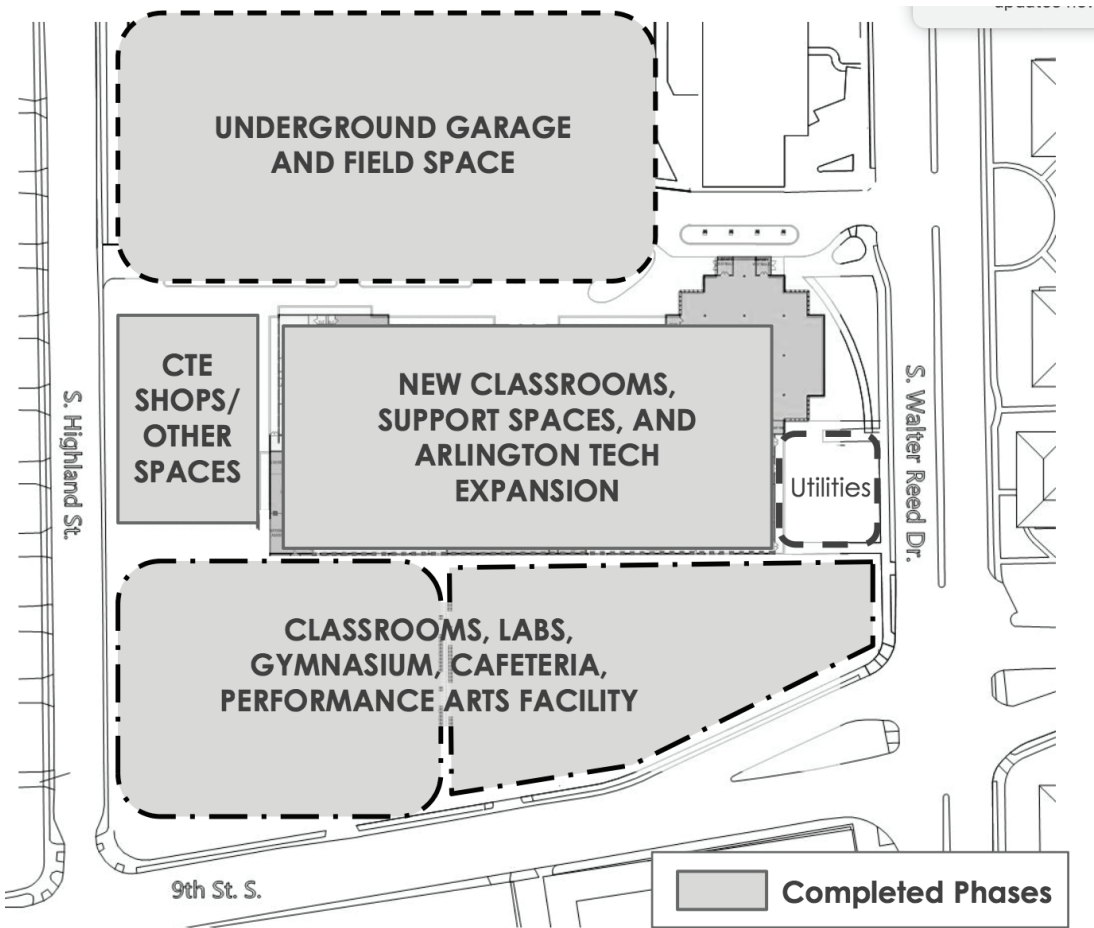 UNDERGROUND GARAGE
AND FIELD SPACE
CTE
SHOPS/
OTHER
SPACES
NEW CLASSROOMS,
SUPPORT SPACES, AND
ARLINGTON TECH
EXPANSION
S. Highland St.
S. Walter Reed Dr.
Utilities
CLASSROOMS, LABS,
GYMNASIUM, CAFETERIA,
PERFORMANCE ARTS FACILITY
9th St. S.
Completed Phases